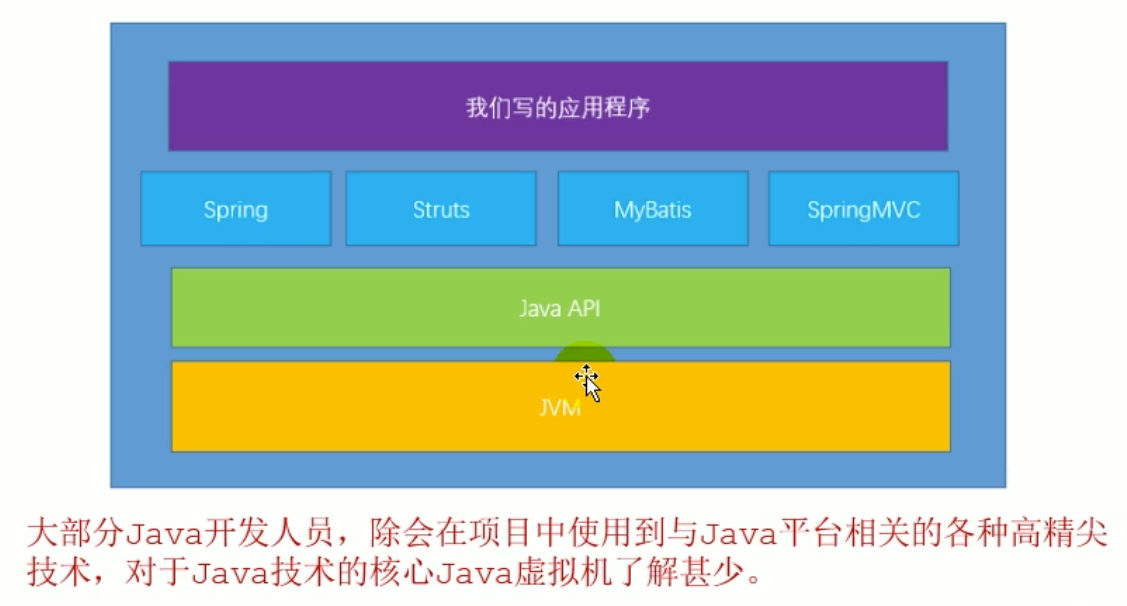 我们写的应用程序
Spring Struts MyBatis SpringMVC
Java API
JVM
大部分Java开发人员，除会在项目中使用到与Java平台相关的各种高精尖
技术，对于Java技术的核心Java虚拟机了解甚少。